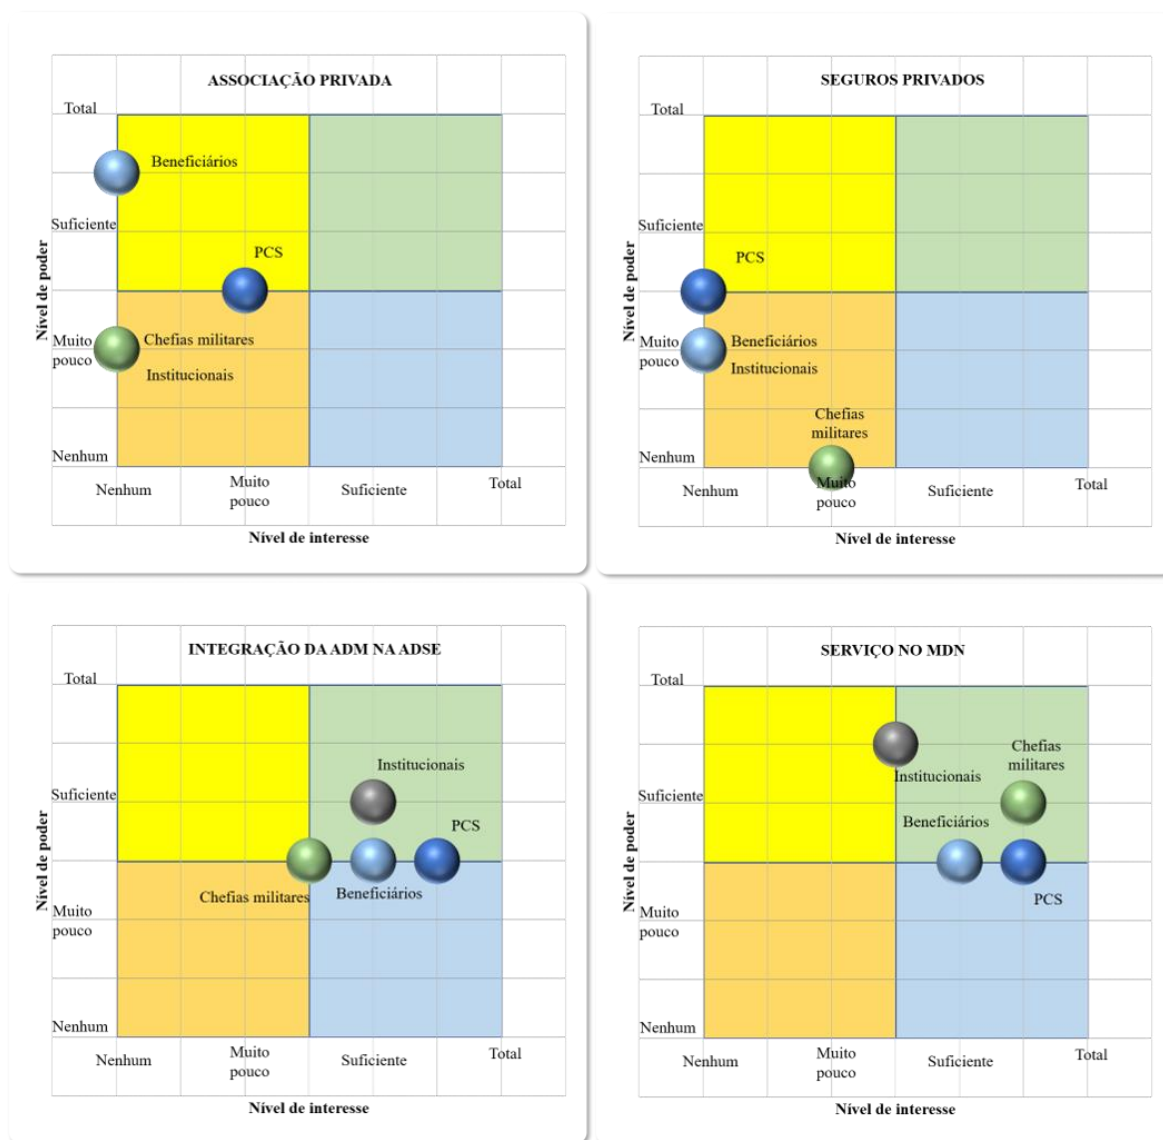 ASSOCIAÇÃO PRIVADA
Total
Beneficiários
Suficiente
PCS
Nível de poder
Muito
pouco
Chefias militares
Institucionais
Nenhum
Nenhum
Muito
pouco
Suficiente
Total
Nível de interesse
SEGUROS PRIVADOS
Total
Suficiente
PCS
Nível de poder
Muito
pouco
Beneficiários
Institucionais
Chefias
militares
Nenhum
Nenhum
Muito
pouco
Suficiente
Total
Nível de interesse
INTEGRAÇÃO DA ADM NA ADSE
Total
Institucionais
Suficiente
PCS
Nível de poder
Chefias militares
Beneficiários
Muito
pouco
Nenhum
Nenhum
Muito
pouco
Suficiente
Total
Nível de interesse
SERVIÇO NO MDN
Total
Chefias
militares
Institucionais
Suficiente
Beneficiários
Nível de poder
PCS
Muito
pouco
Nenhum
Nenhum
Muito
pouco
Suficiente
Total
Nível de interesse